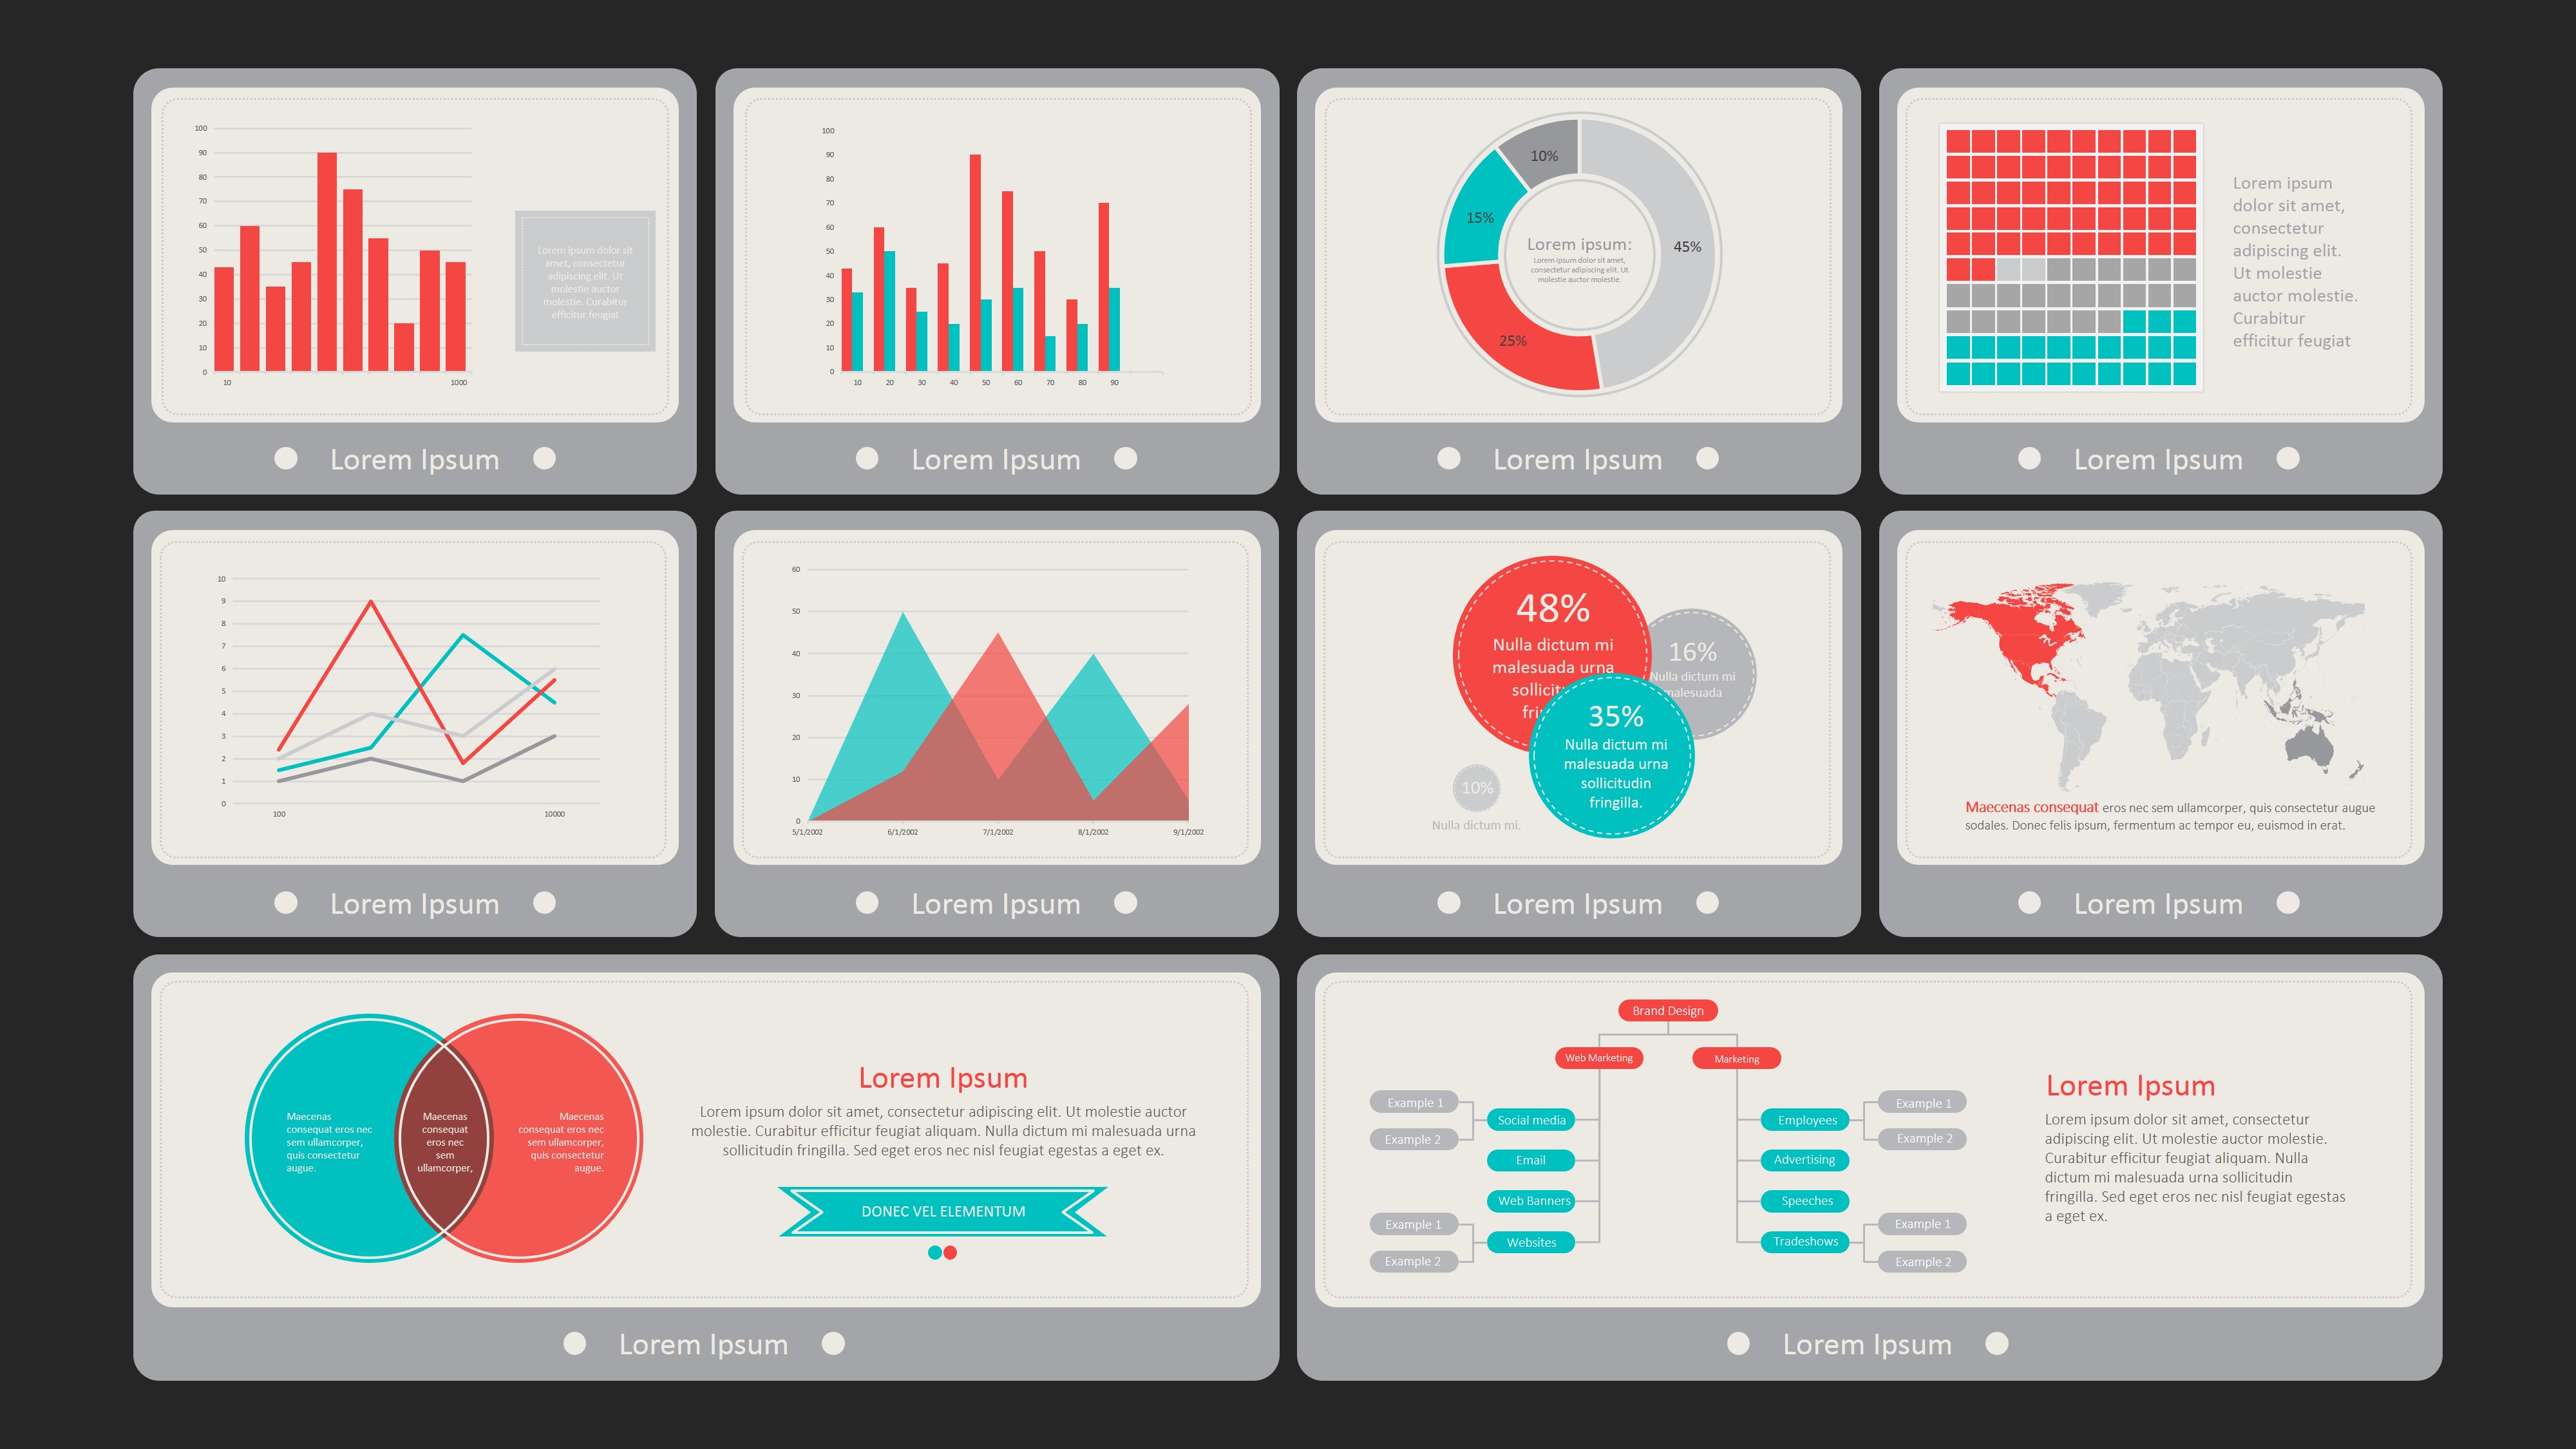 100
90
80
70
60
50
40
30
20
10
0
10
1000
Lorem ipsum dolor sit
amet, consectetur
adipiscing elit. Ut
molestie auctor
molestie. Curabitur
efficitur feugiat
Lorem Ipsum
100
90
80
70
60
50
40
30
20
10
0
10
20
30
40
50
60
70
80
90
Lorem Ipsum
10%
15%
45%
25%
Lorem ipsum:
Lorem ipsum dolor sit amet,
consectetur adipiscing elit. Ut
molestie auctor molestie.
Lorem Ipsum
Lorem ipsum
dolor sit amet,
consectetur
adipiscing elit.
Ut molestie
auctor molestie.
Curabitur
efficitur feugiat
Lorem Ipsum
10
9
8
7
6
5
4
3
2
1
0
100
10000
Lorem Ipsum
60
50
40
30
20
10
0
5/1/2002
6/1/2002
7/1/2002
8/1/2002
9/1/2002
Lorem Ipsum
48%
Nulla dictum mi
malesuada urna
16%
Nulla dictum mi
malesuada
35%
Nulla dictum mi
malesuada urna
sollicitudin
fringilla.
10%
Nulla dictum mi.
Lorem Ipsum
Maecenas consequat eros nec sem ullamcorper, quis consectetur augue
sodales. Donec felis ipsum, fermentum ac tempor eu, euismod in erat.
Lorem Ipsum
Maecenas
consequat eros nec
sem ullamcorper,
quis consectetur
augue.
Maecenas
consequat
eros nec
sem
ullamcorper,
Maecenas
consequat eros nec
sem ullamcorper,
quis consectetur
augue.
Lorem Ipsum
Lorem ipsum dolor sit amet, consectetur adipiscing elit. Ut molestie auctor
molestie. Curabitur efficitur feugiat aliquam. Nulla dictum mi malesuada urna
sollicitudin fringilla. Sed eget eros nec nisl feugiat egestas a eget ex.
DONEC VEL ELEMENTUM
Lorem Ipsum
Brand Design
Web Marketing
Marketing
Example 1
Example 2
Social media
Email
Web Banners
Websites
Example 1
Example 2
Employees
Advertising
Speeches
Tradeshows
Example 1
Example 2
Example 1
Example 2
Lorem Ipsum
Lorem ipsum dolor sit amet, consectetur
adipiscing elit. Ut molestie auctor molestie.
Curabitur efficitur feugiat aliquam. Nulla
dictum mi malesuada urna sollicitudin
fringilla. Sed eget eros nec nisl feugiat egestas
a eget ex.
Lorem Ipsum